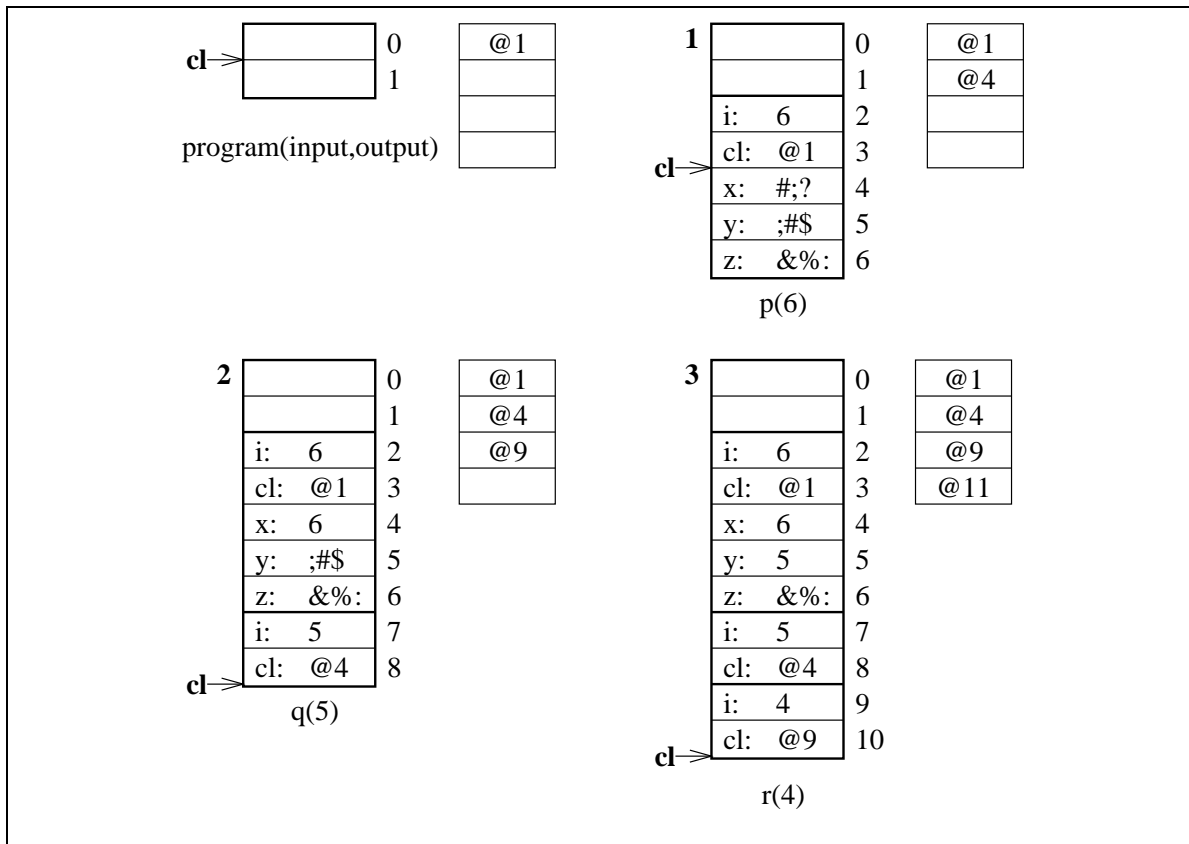 0 @1
cl 1
program(input,output)
1 0 @1
1 @4
i: 6 2
cl: @1 3
cl
x: #;? 4
y: ;#$ 5
z: &%: 6
p(6)
2 0 @1
1 @4
i: 6 2 @9
cl: @1 3
x: 6 4
y: ;#$ 5
z: &%: 6
i: 5 7
cl: @4 8
cl
q(5)
3 0 @1
1 @4
i: 6 2 @9
cl: @1 3 @11
x: 6 4
y: 5 5
z: &%: 6
i: 5 7
cl: @4 8
i: 4 9
cl: @9 10
cl
r(4)